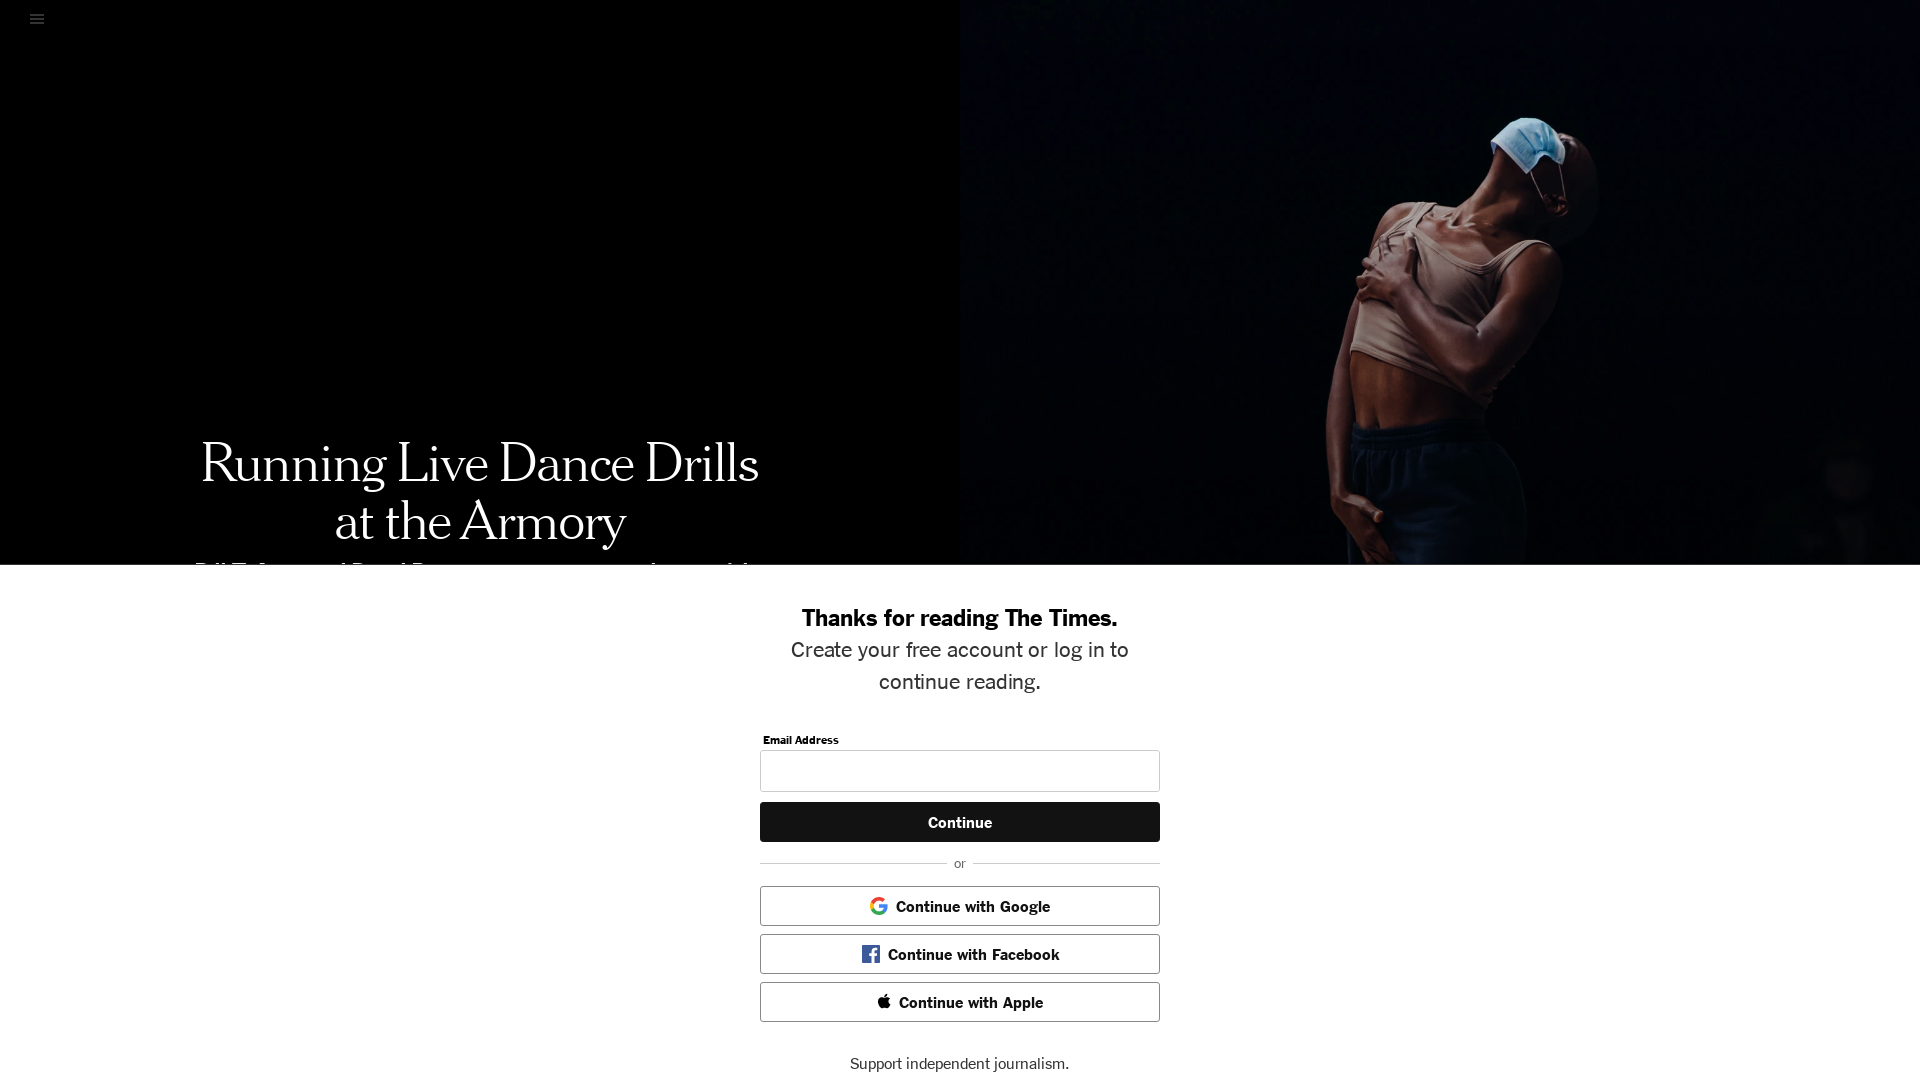 Running Live Dance Drills
at the Armory
Thanks for reading The Times.
Create your free account or log in to
continue reading.
Email Address
Continue
or
Continue with Google
Continue with Facebook
Continue with Apple
Support independent journalism.